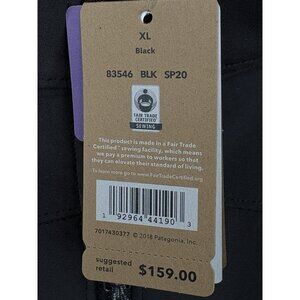 XL
Black
83546 BLK SP20
FAIR TRADE
CERTIFIED
SEWING
This product is made in a Fair Trade
Certified™ sewing facility, which means
we pay a premium to workers so that
they can elevate their standard of living.
To learn more go to www.FairTradeCertified.org
1 92964 44190 3
7017430377 © 2018 Patagonia, Inc.
suggested
retail $159.00